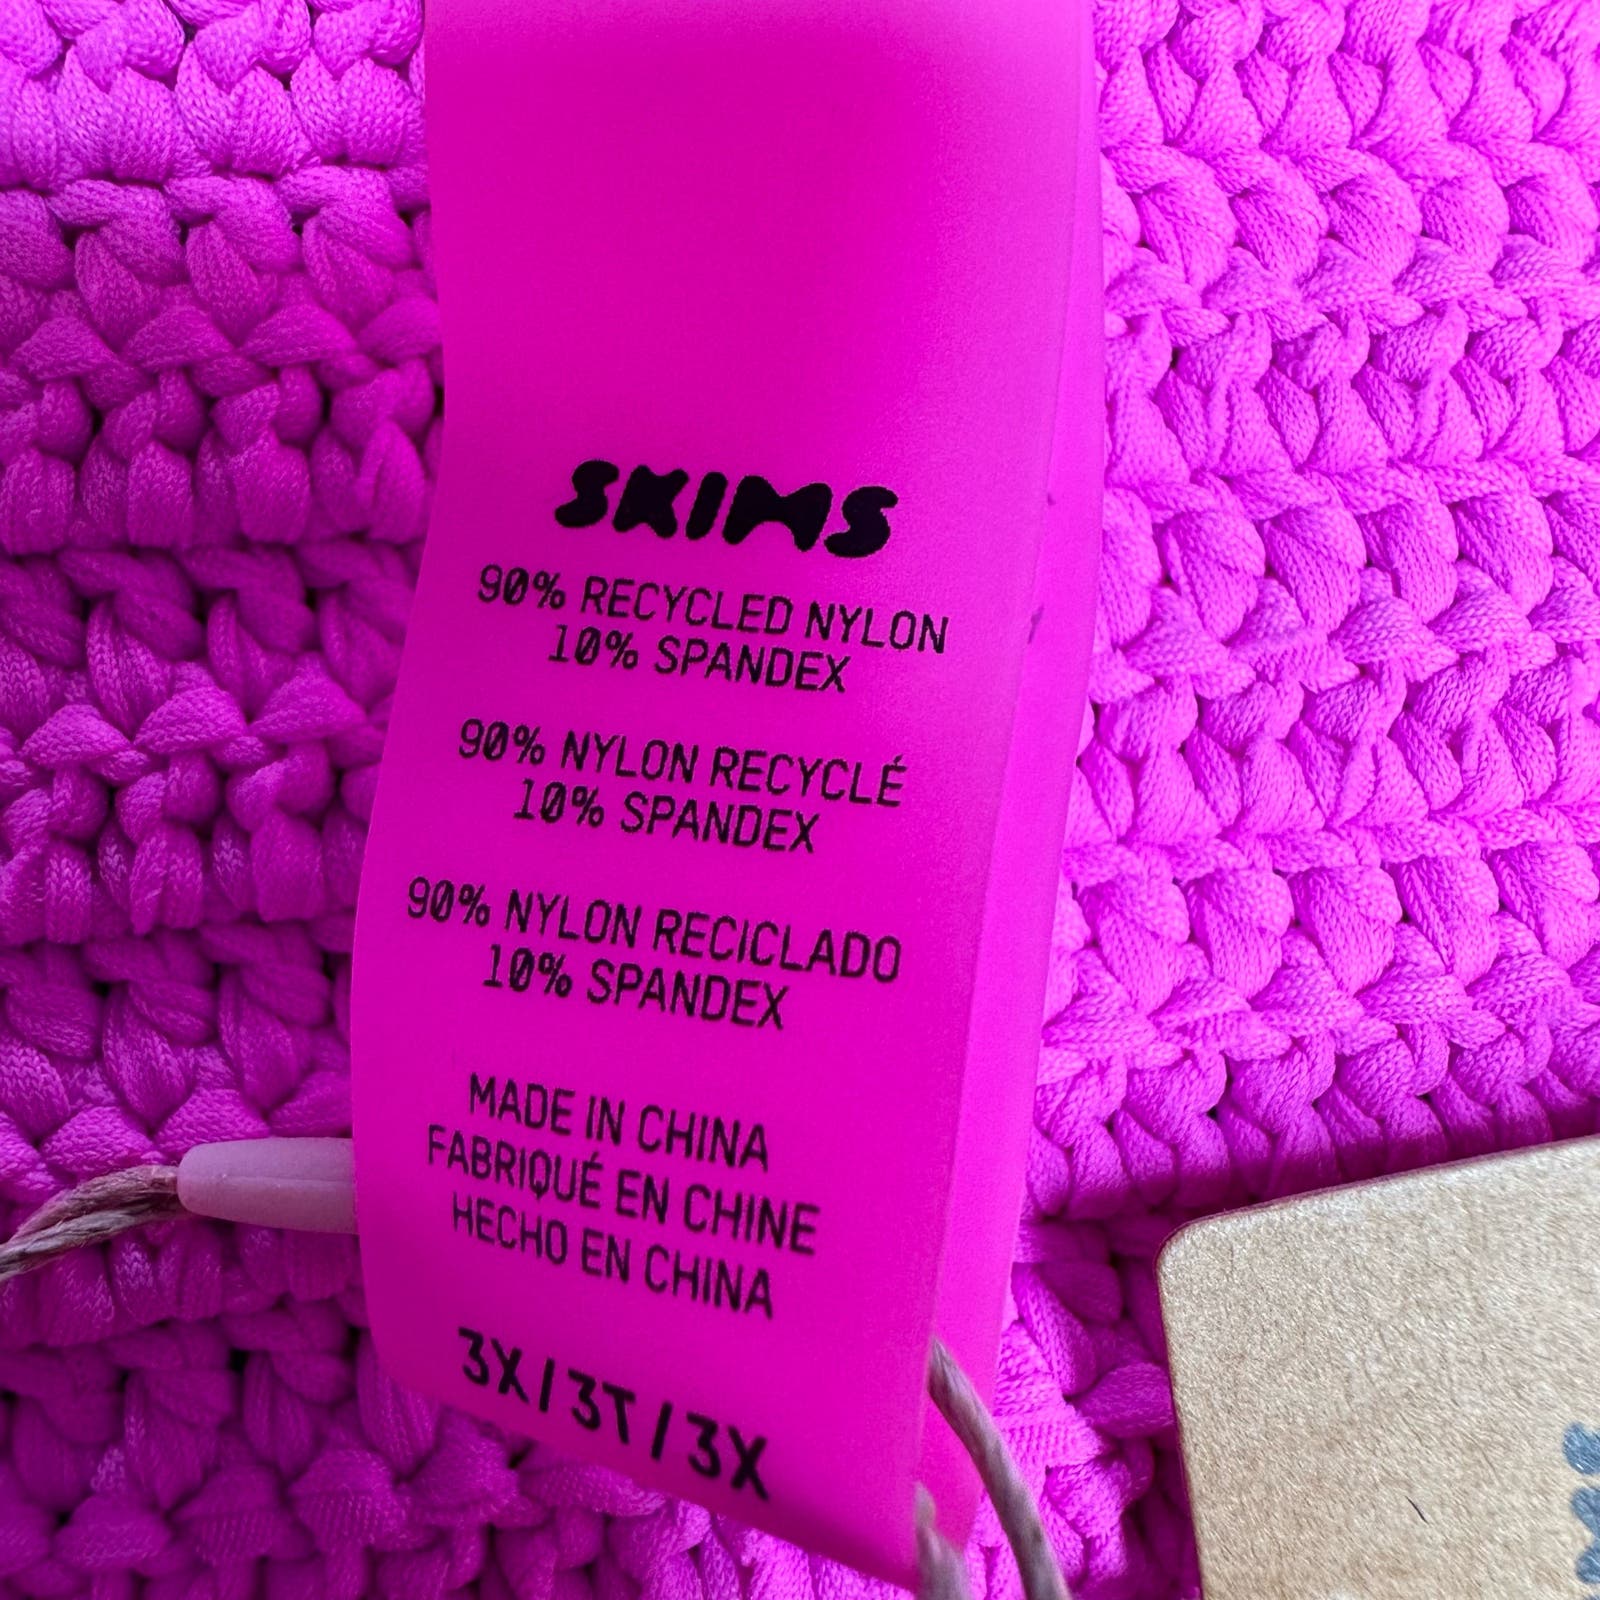 SKIMS
90% RECYCLED NYLON
10% SPANDEX
90% NYLON RECYCLÉ
10% SPANDEX
90% NYLON RECICLADO
10% SPANDEX
MADE IN CHINA
FABRIQUÉ EN CHINE
HECHO EN CHINA
3X/3T/3X